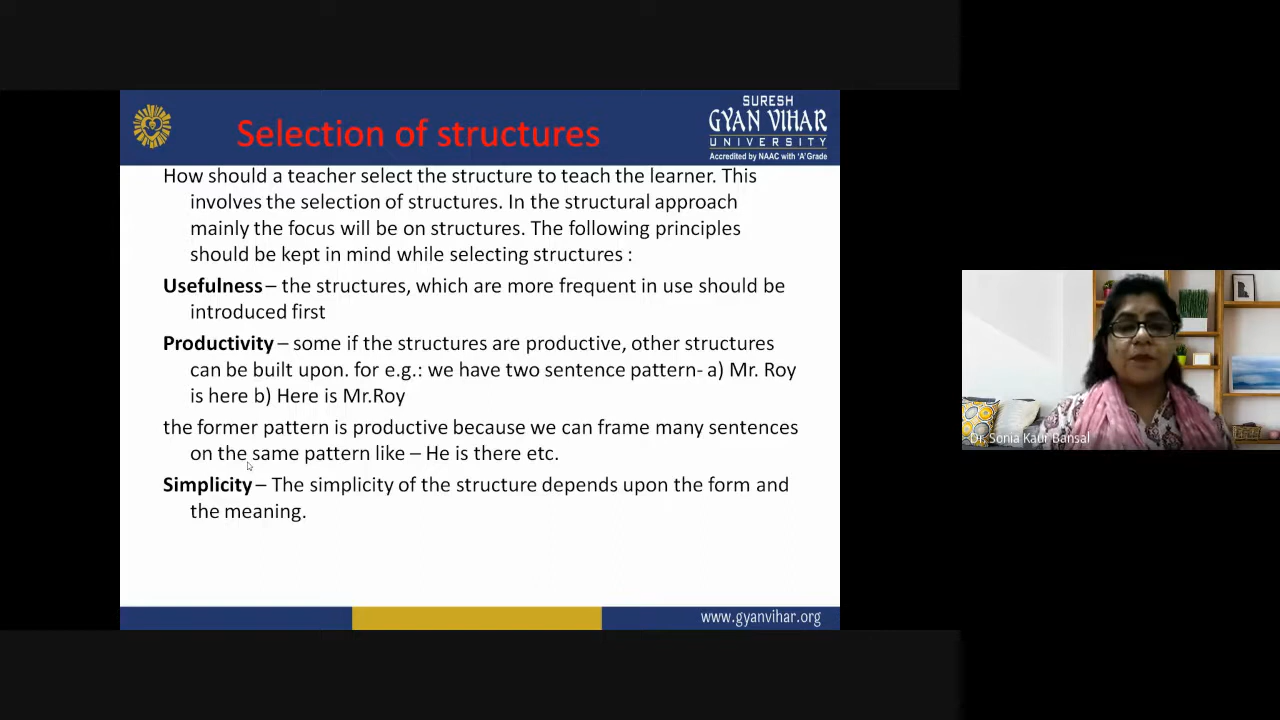 Selection of structures
SURESH
GYAN VIHAR
UNIVERSITY
Accredited by NAAC with 'A' Grade
How should a teacher select the structure to teach the learner. This
involves the selection of structures. In the structural approach
mainly the focus will be on structures. The following principles
should be kept in mind while selecting structures :
Usefulness – the structures, which are more frequent in use should be
introduced first
Productivity – some if the structures are productive, other structures
can be built upon. for e.g.: we have two sentence pattern- a) Mr. Roy
is here b) Here is Mr.Roy
the former pattern is productive because we can frame many sentences
on the same pattern like – He is there etc.
Simplicity – The simplicity of the structure depends upon the form and
the meaning.
www.gyanvihar.org
Dr. Sonia Kaur Bansal